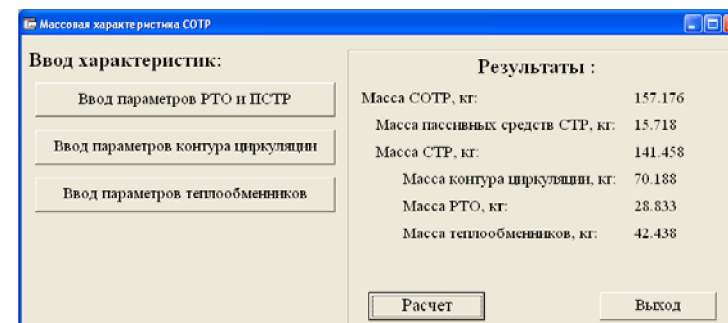 Массовая характеристика СОТР
Ввод характеристик:
Ввод параметров РТО и ПСТР
Ввод параметров контура циркуляции
Ввод параметров теплообменников
Результаты :
Масса СОТР, кг: 157.176
Масса пассивных средств СТР, кг: 15.718
Масса СТР, кг: 141.458
Масса контура циркуляции, кг: 70.188
Масса РТО, кг: 28.833
Масса теплообменников, кг: 42.438
Расчет Выход